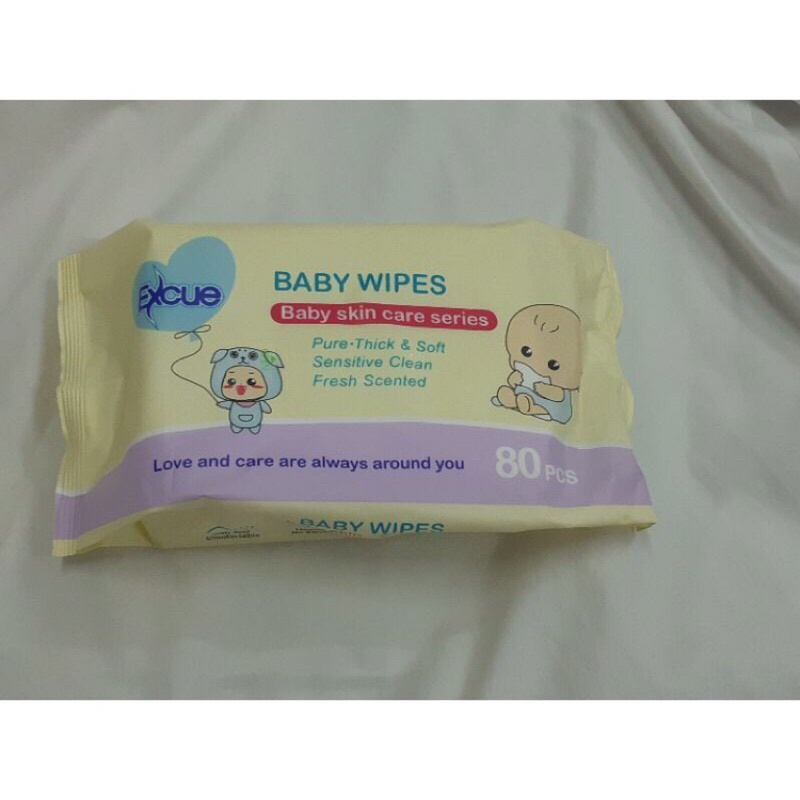 Excue
BABY WIPES
Baby skin care series
Pure·Thick & Soft
Sensitive Clean
Fresh Scented
Love and care are always around you
80 PCS
BABY WIPES